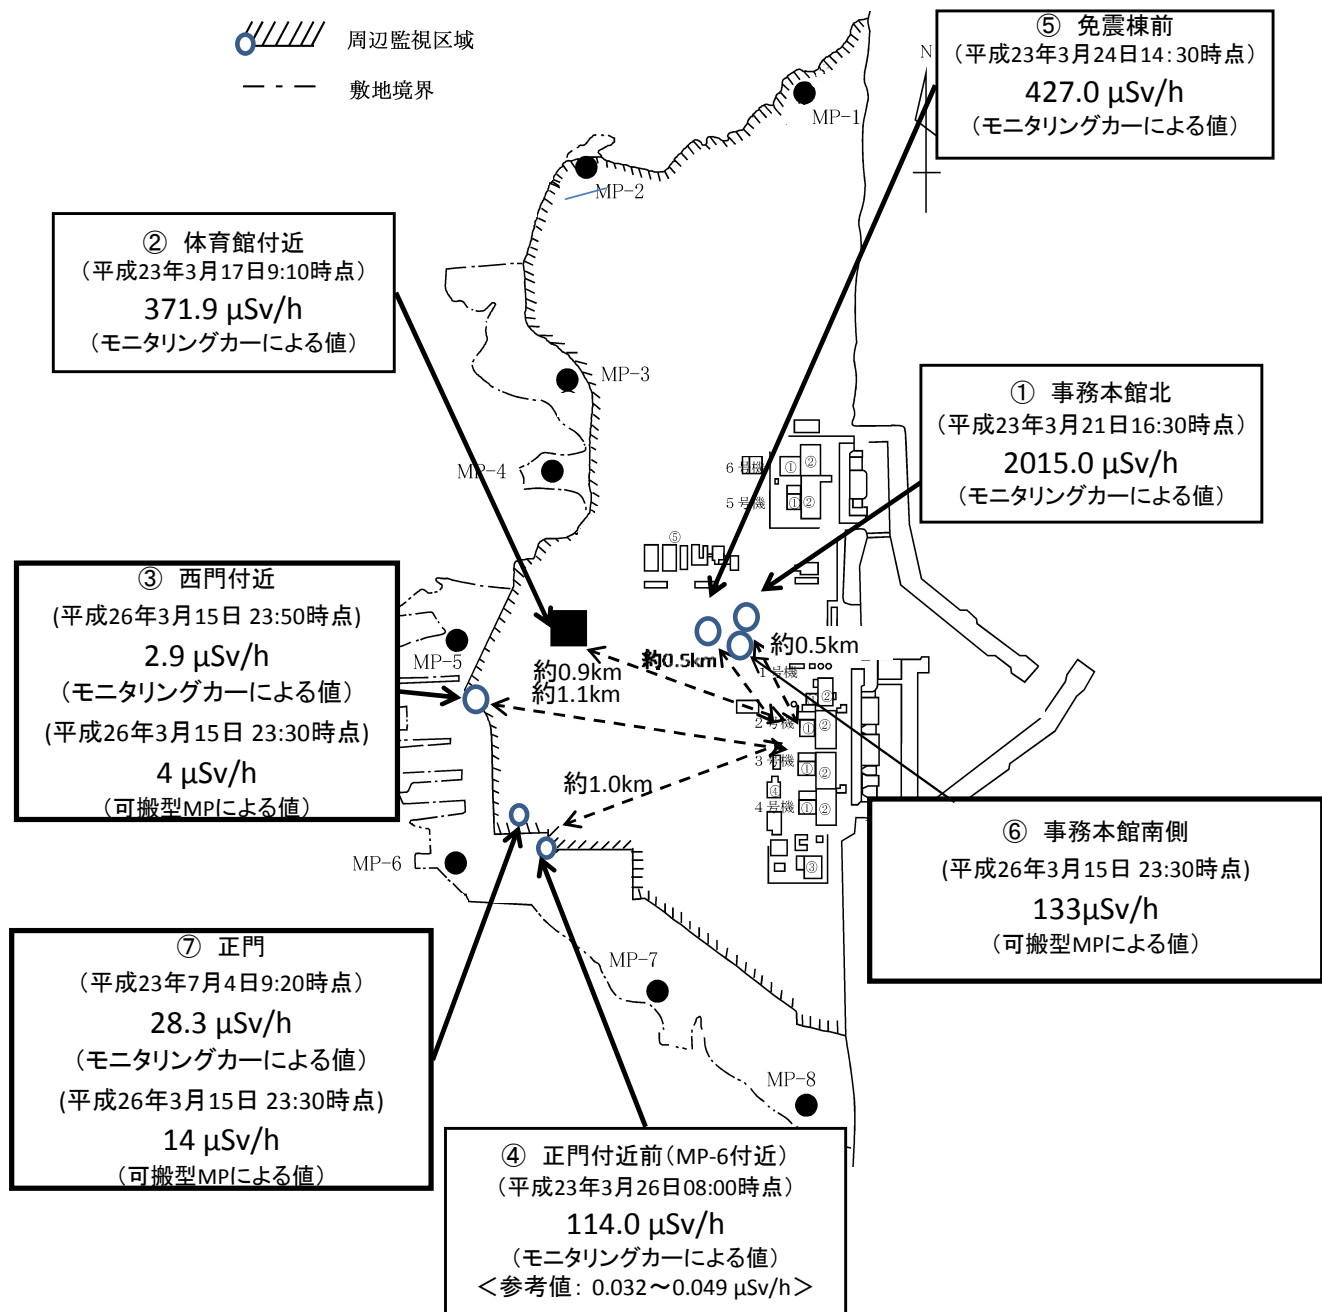 周辺監視区域
敷地境界
⑤ 免震棟前
（平成23年3月24日14：30時点）
427.0 μSv/h
（モニタリングカーによる値）
N
MP-1
MP-2
② 体育館付近
（平成23年3月17日9:10時点）
371.9 μSv/h
（モニタリングカーによる値）
MP-3
① 事務本館北
（平成23年3月21日16:30時点）
2015.0 μSv/h
（モニタリングカーによる値）
MP-4
6号機
①
②
5号機
①
②
⑤
③ 西門付近
(平成26年3月15日 23:50時点)
2.9 μSv/h
（モニタリングカーによる値）
(平成26年3月15日 23:30時点)
4 μSv/h
（可搬型MPによる値）
MP-5
約0.9km
約1.1km
約0.5km
約0.5km
1号機
②
2号機
①
②
3号機
①
②
④
4号機
①
②
③
約1.0km
MP-6
⑥ 事務本館南側
(平成26年3月15日 23:30時点)
133μSv/h
（可搬型MPによる値）
⑦ 正門
（平成23年7月4日9:20時点）
28.3 μSv/h
（モニタリングカーによる値）
(平成26年3月15日 23:30時点)
14 μSv/h
（可搬型MPによる値）
MP-7
MP-8
④ 正門付近前（MP-6付近）
（平成23年3月26日08:00時点）
114.0 μSv/h
（モニタリングカーによる値）
＜参考値： 0.032～0.049 μSv/h＞